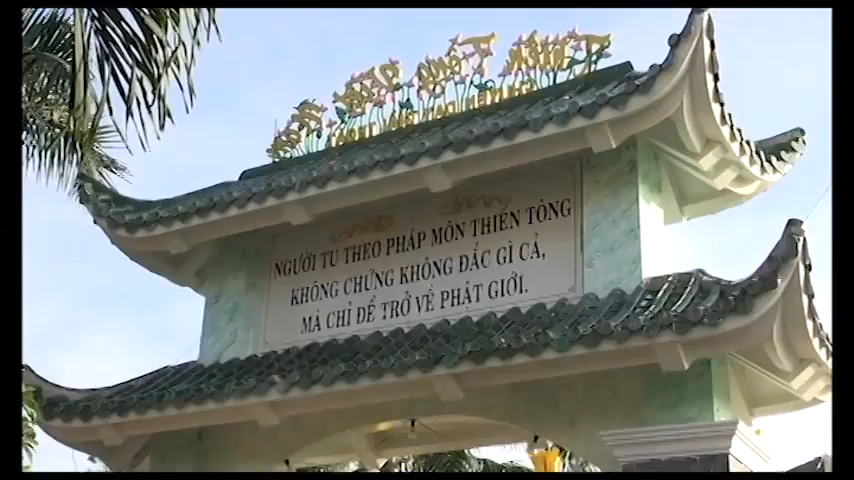 NGƯỜI TU THEO PHÁP MÔN THIỀN TÔNG
KHÔNG CHỨNG KHÔNG ĐẮC GÌ CẢ,
MÀ CHỈ ĐỂ TRỞ VỀ PHẬT GIỚI.